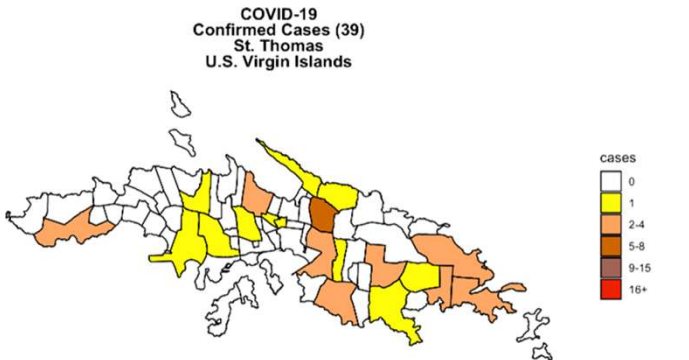 COVID-19
Confirmed Cases (39)
St. Thomas
U.S. Virgin Islands
cases
0
1
2-4
5-8
9-15
16+